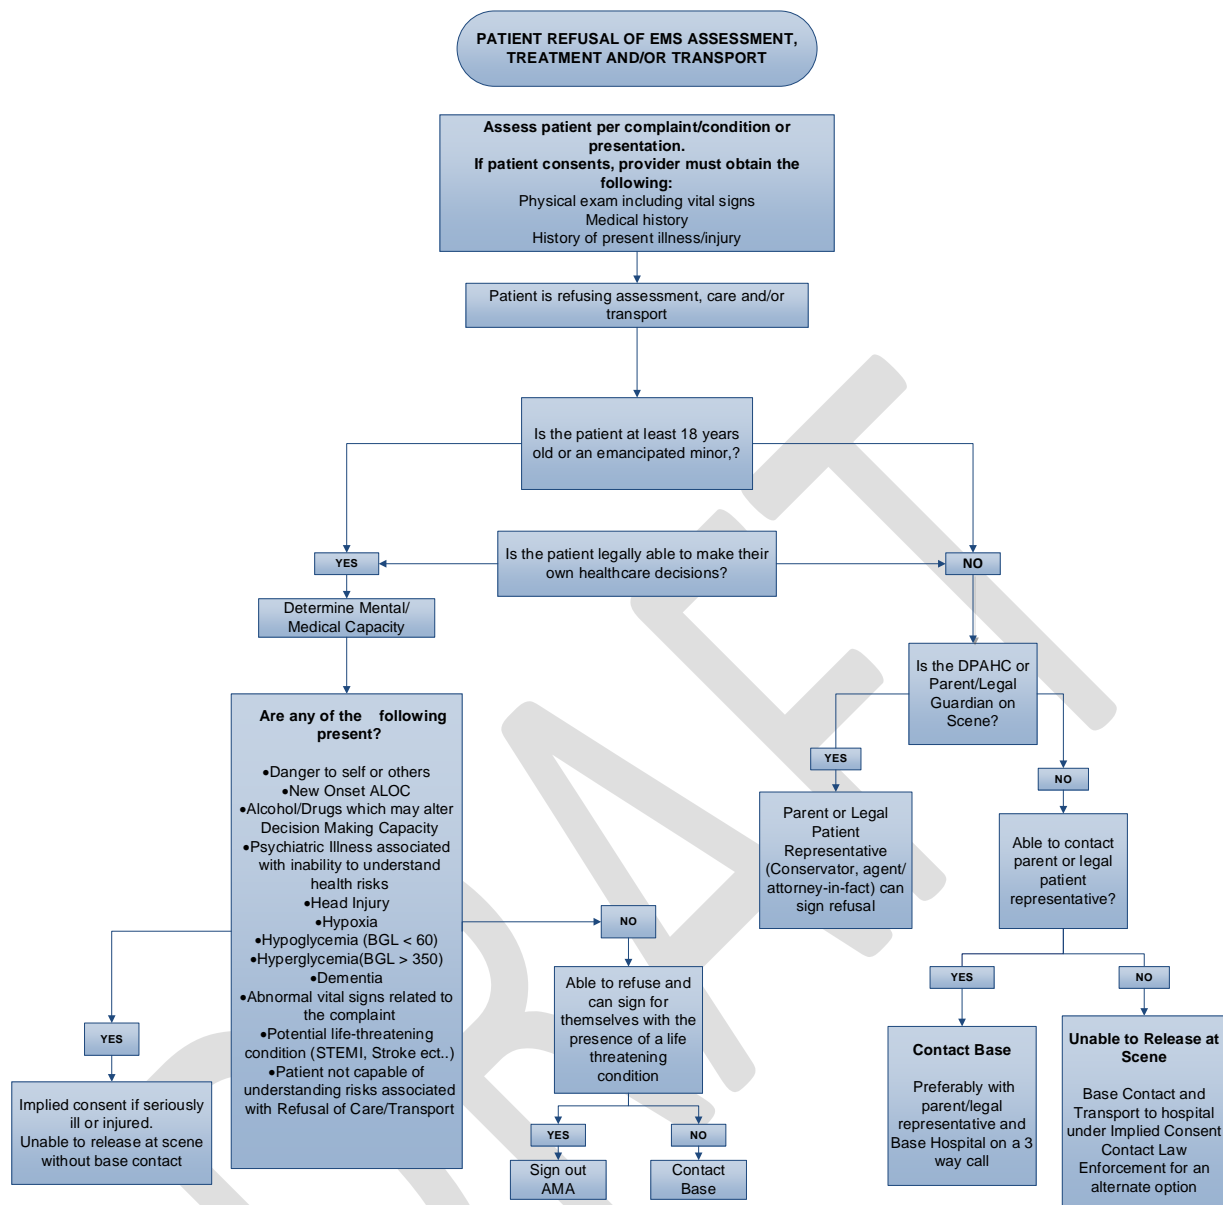 PATIENT REFUSAL OF EMS ASSESSMENT,
TREATMENT AND/OR TRANSPORT
Assess patient per complaint/condition or
presentation.
If patient consents, provider must obtain the
following:
Physical exam including vital signs
Medical history
History of present illness/injury
Patient is refusing assessment, care and/or
transport
Is the patient at least 18 years
old or an emancipated minor,?
Is the patient legally able to make their
own healthcare decisions?
YES
NO
Determine Mental/
Medical Capacity
Is the DPAHC or
Parent/Legal
Guardian on
Scene?
Are any of the following
present?
•Danger to self or others
•New Onset ALOC
•Alcohol/Drugs which may alter
Decision Making Capacity
•Psychiatric Illness associated
with inability to understand
health risks
•Head Injury
•Hypoxia
•Hypoglycemia (BGL < 60)
•Hyperglycemia(BGL > 350)
•Dementia
•Abnormal vital signs related to
the complaint
•Potential life-threatening
condition (STEMI, Stroke ect..)
•Patient not capable of
understanding risks associated
with Refusal of Care/Transport
YES
Implied consent if seriously
ill or injured.
Unable to release at scene
without base contact
NO
Able to refuse and
can sign for
themselves with the
presence of a life
threatening
condition
YES
NO
Sign out
AMA
Contact
Base
YES
NO
Parent or Legal
Patient
Representative
(Conservator, agent/
attorney-in-fact) can
sign refusal
Able to contact
parent or legal
patient
representative?
YES
NO
Contact Base
Preferably with
parent/legal
representative and
Base Hospital on a 3
way call
Unable to Release at
Scene
Base Contact and
Transport to hospital
under Implied Consent
Contact Law
Enforcement for an
alternate option
DRAFT